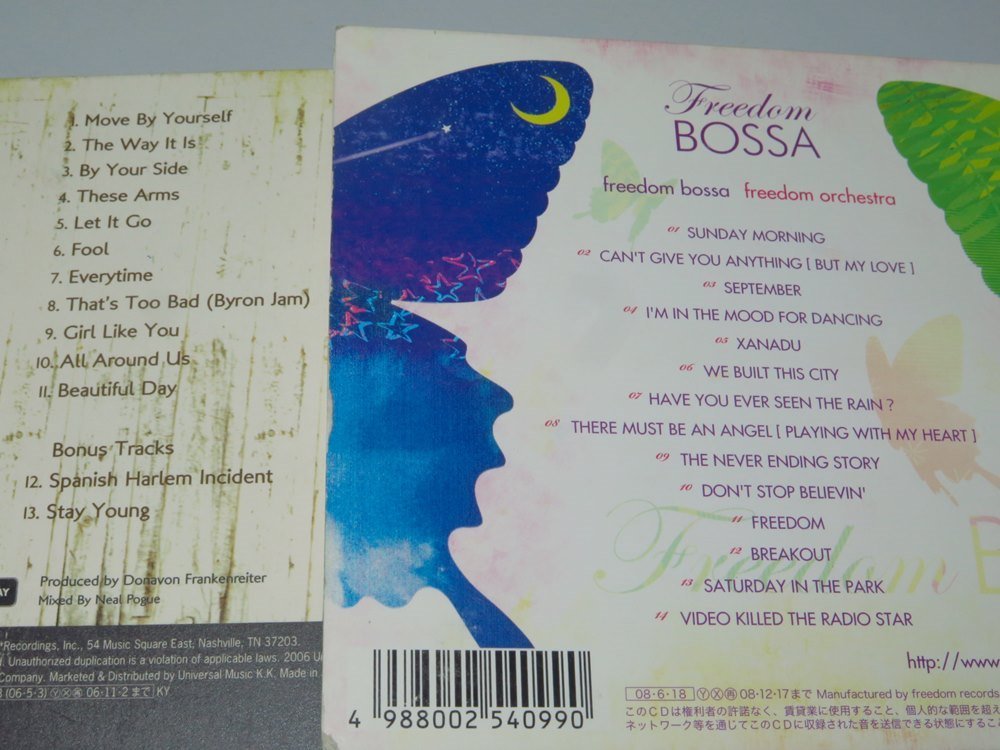 1. Move By Yourself
2. The Way It Is
3. By Your Side
4. These Arms
5. Let It Go
6. Fool
7. Everytime
8. That's Too Bad (Byron Jam)
9. Girl Like You
10. All Around Us
11. Beautiful Day
Bonus Tracks
12. Spanish Harlem Incident
13. Stay Young
Produced by Donavon Frankenreiter
Mixed By Neal Pogue
AY
Recordings, Inc., 54 Music Square East, Nashville, TN 37203.
Unauthorized duplication is a violation of applicable laws. 2006
Company. Marketed & Distributed by Universal Music K.K. Made in
(06·5·3) Ⓨ Ⓧ 06·11·2 まで KY
Freedom
BOSSA
freedom bossa freedom orchestra
01 SUNDAY MORNING
02 CAN'T GIVE YOU ANYTHING [ BUT MY LOVE ]
03 SEPTEMBER
04 I'M IN THE MOOD FOR DANCING
05 XANADU
06 WE BUILT THIS CITY
07 HAVE YOU EVER SEEN THE RAIN ?
08 THERE MUST BE AN ANGEL [ PLAYING WITH MY HEART ]
09 THE NEVER ENDING STORY
10 DON'T STOP BELIEVIN'
11 FREEDOM
12 BREAKOUT
13 SATURDAY IN THE PARK
14 VIDEO KILLED THE RADIO STAR
Freedom B
http://www
4 988002 540990
08·6·18 Ⓨ Ⓧ 再 08·12·17まで Manufactured by freedom records
このCDは権利者の許諾なく、賃貸業に使用すること、個人的な範囲を超え
ネットワーク等を通じてこのCDに収録された音を送信できる状態にするこ